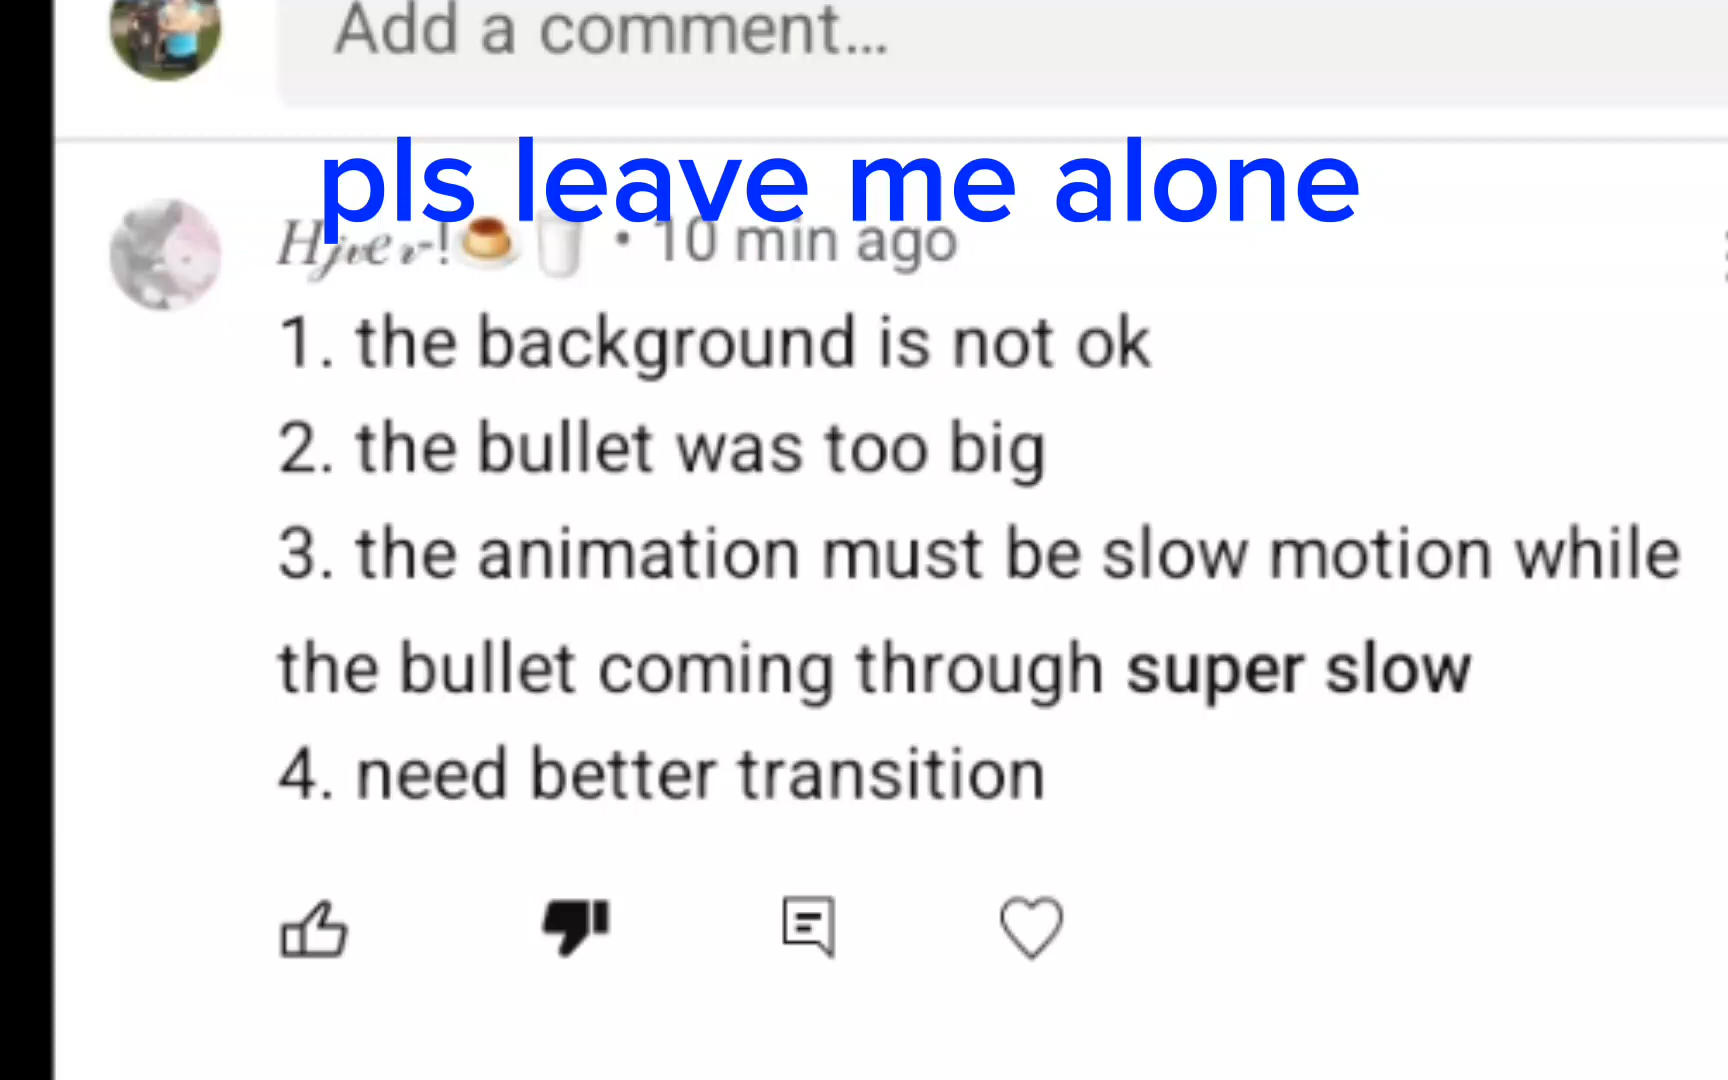 Add a comment...
pls leave me alone
Hjver! • 10 min ago
1. the background is not ok
2. the bullet was too big
3. the animation must be slow motion while
the bullet coming through super slow
4. need better transition